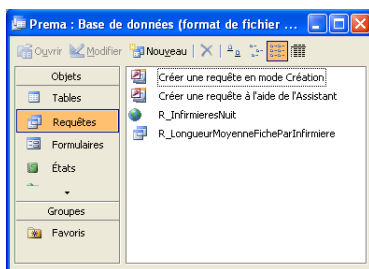 Prema : Base de données (format de fichier ...
Ouvrir Modifier Nouveau
Objets
Tables
Requêtes
Formulaires
États
Groupes
Favoris
Créer une requête en mode Création
Créer une requête à l'aide de l'Assistant
R_InfirmieresNuit
R_LongueurMoyenneFicheParInfirmiere